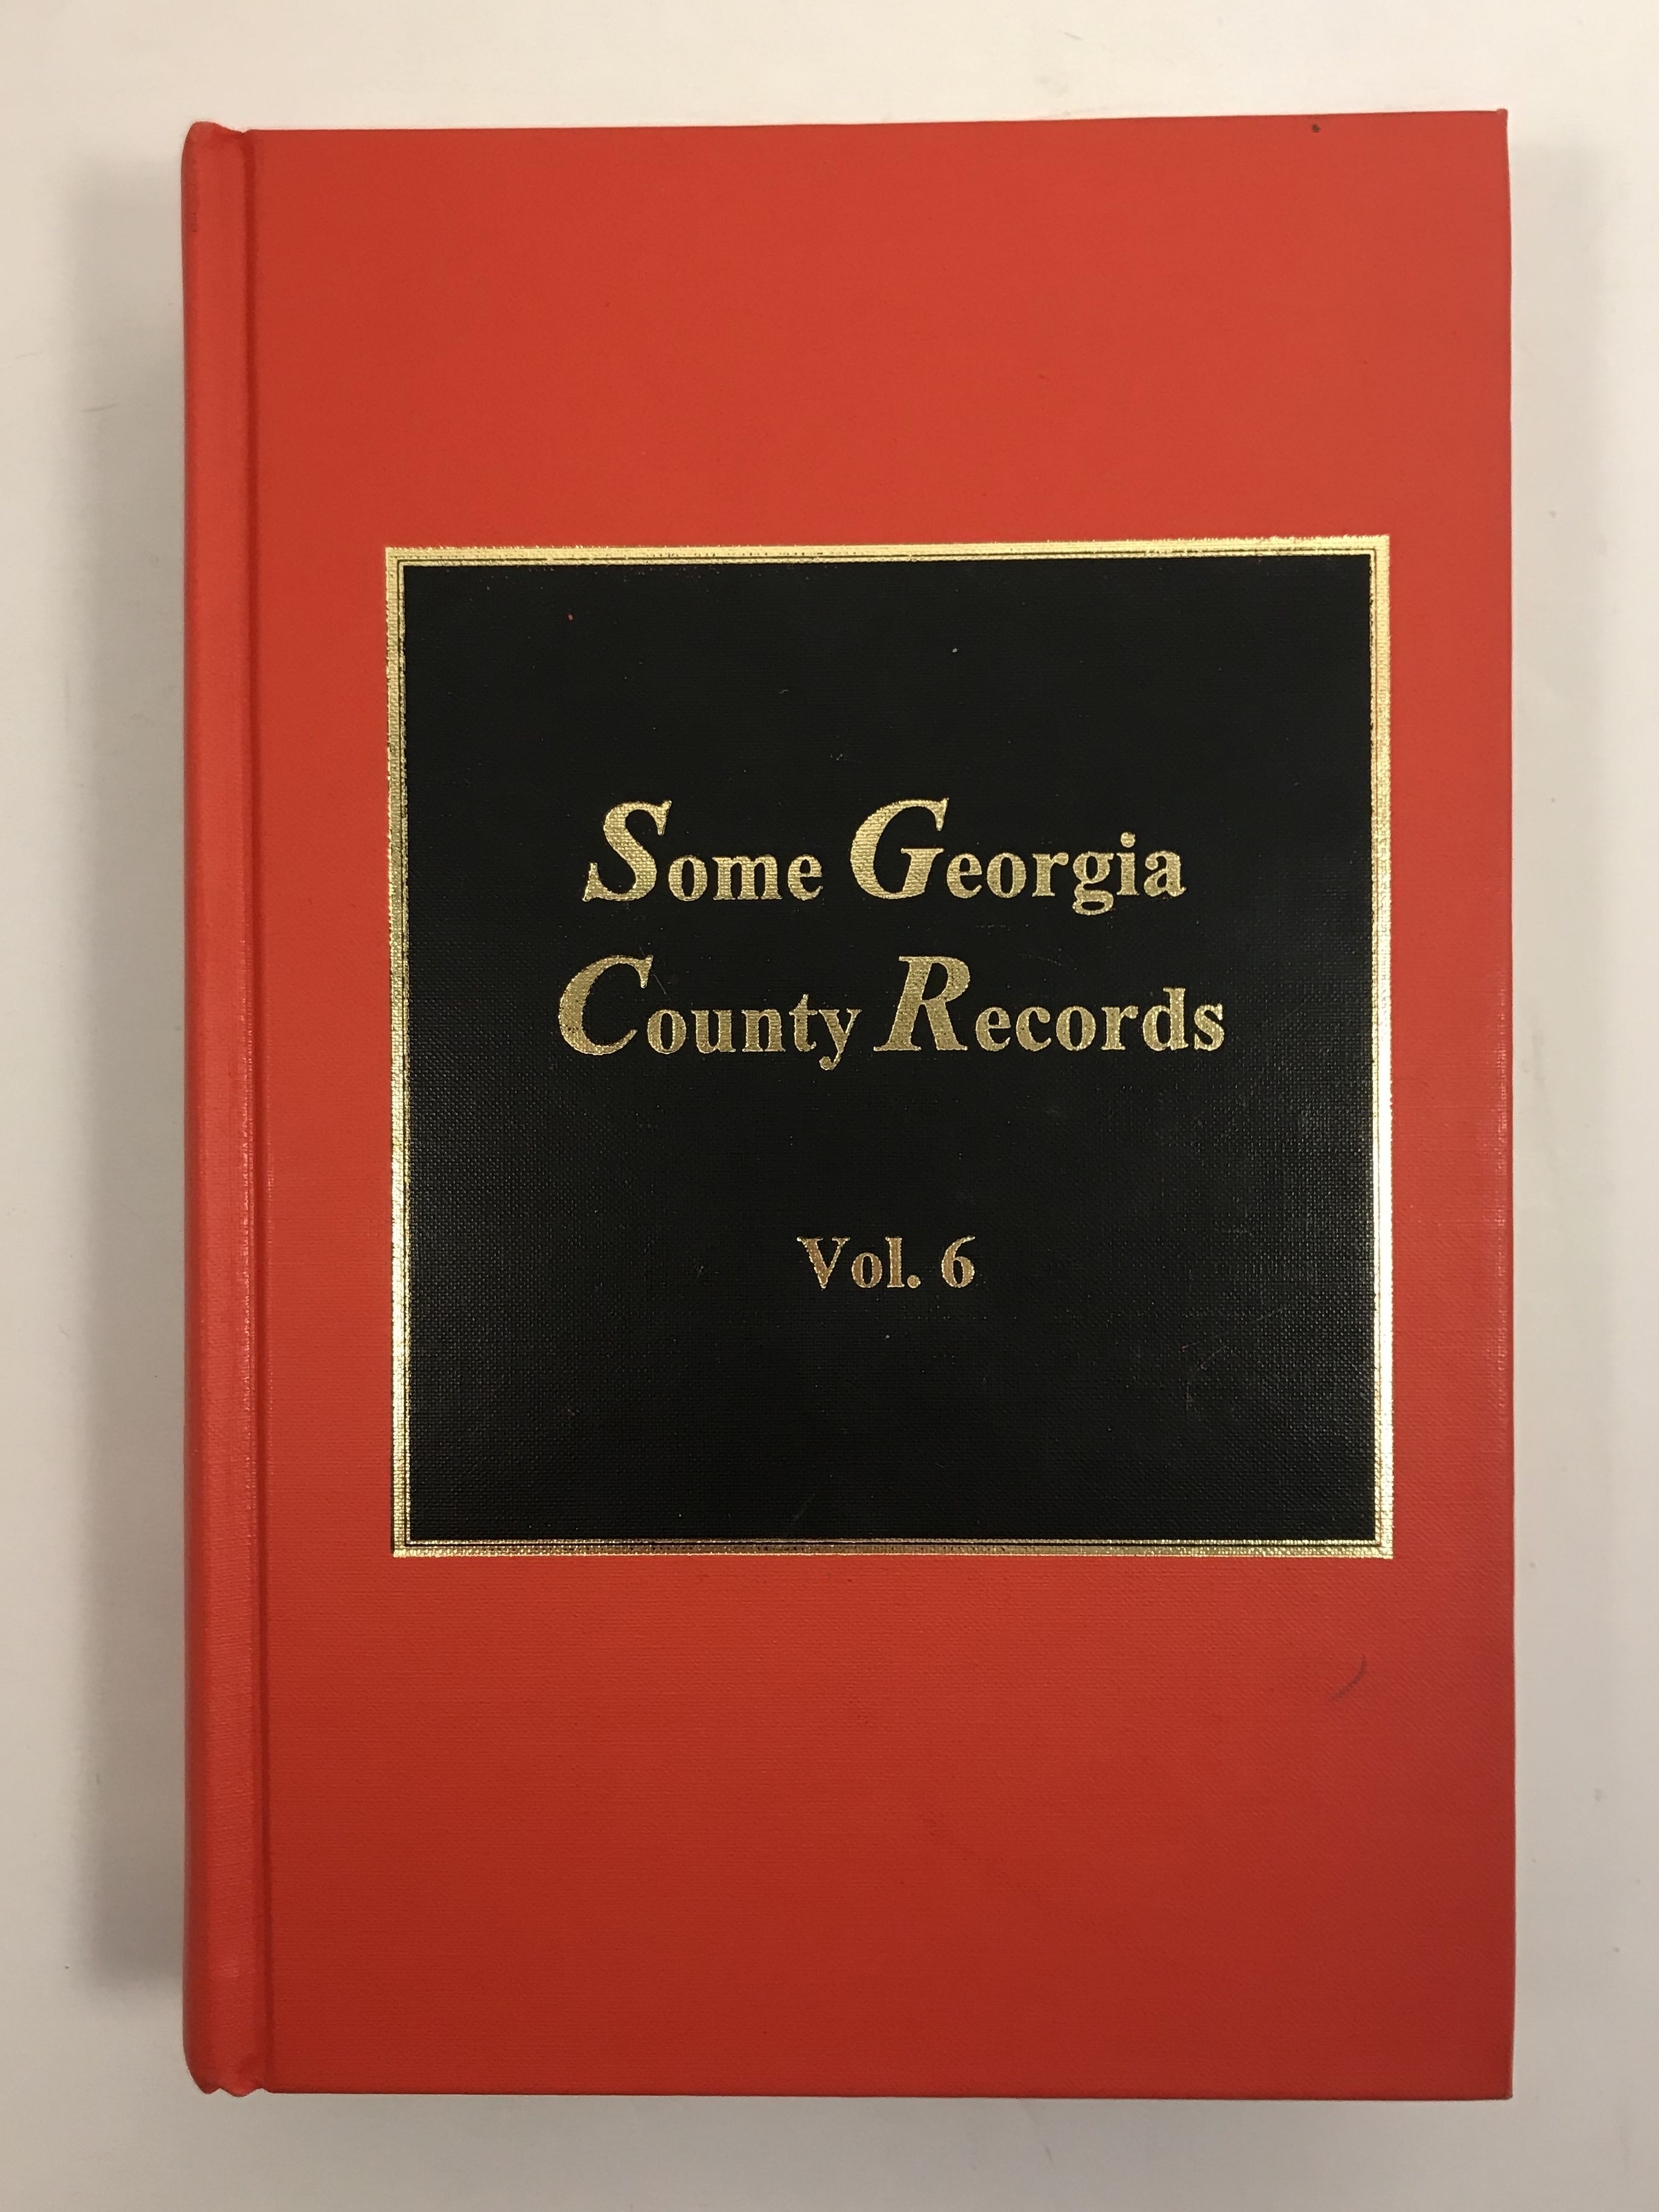 Some Georgia
County Records
Vol. 6